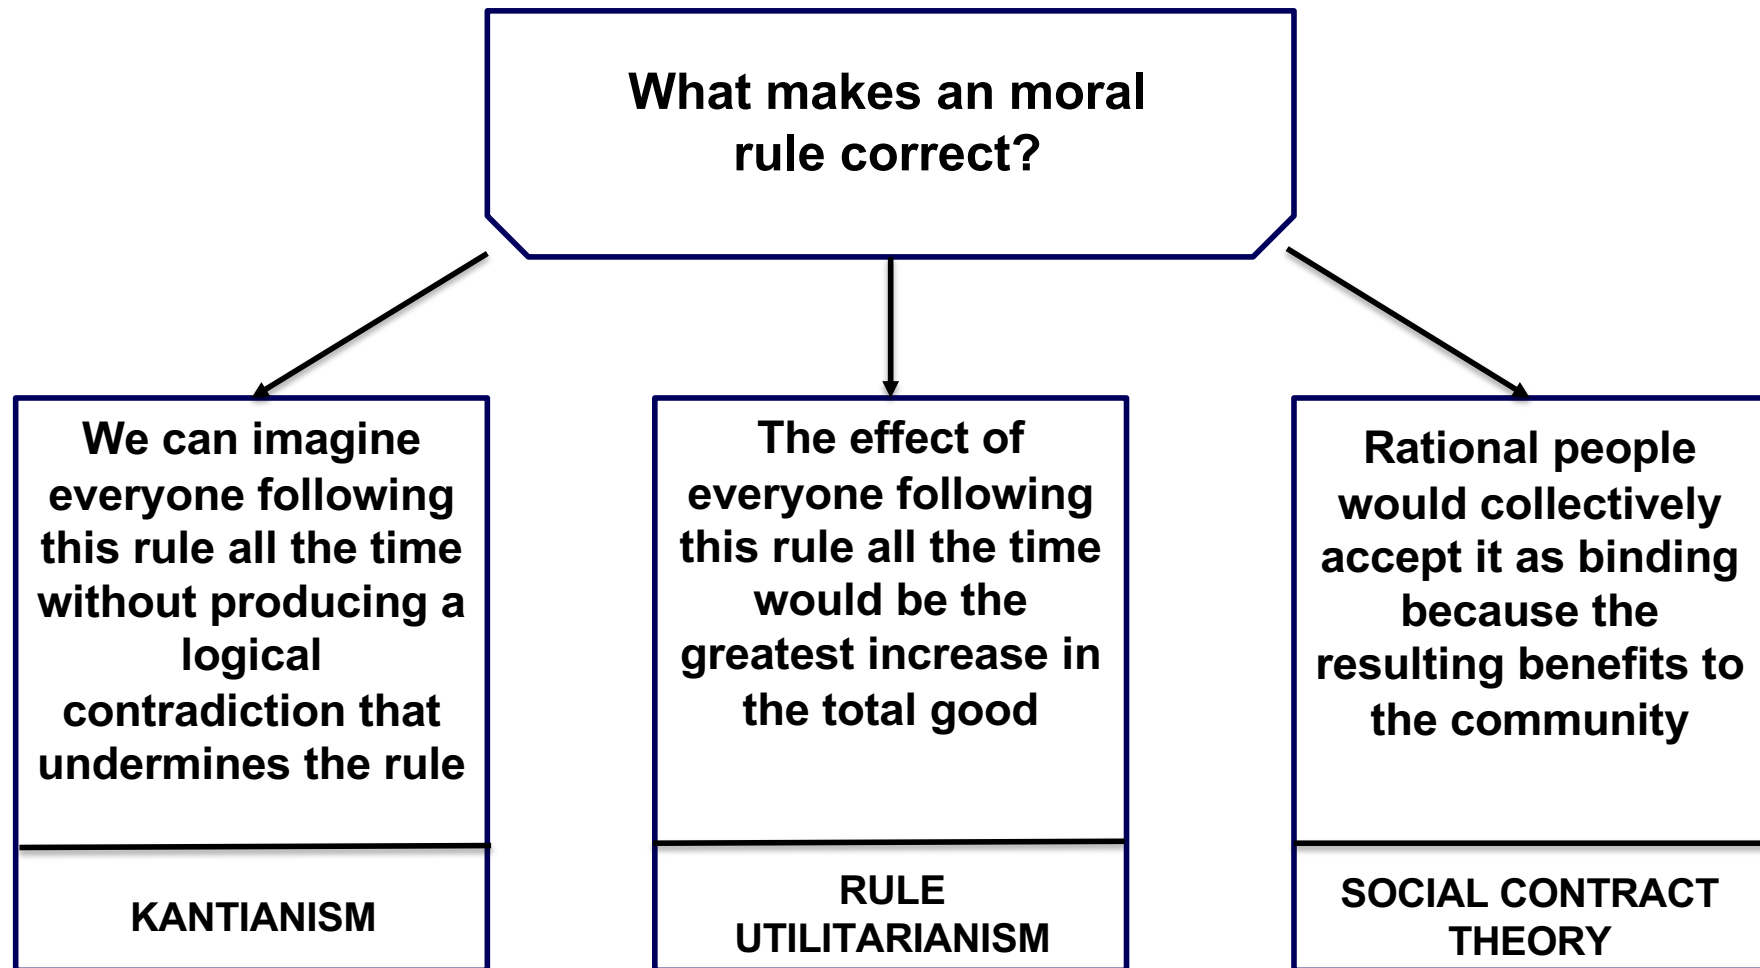 What makes an moral
rule correct?
We can imagine
everyone following
this rule all the time
without producing a
logical
contradiction that
undermines the rule
KANTIANISM
The effect of
everyone following
this rule all the time
would be the
greatest increase in
the total good
RULE
UTILITARIANISM
Rational people
would collectively
accept it as binding
because the
resulting benefits to
the community
SOCIAL CONTRACT
THEORY